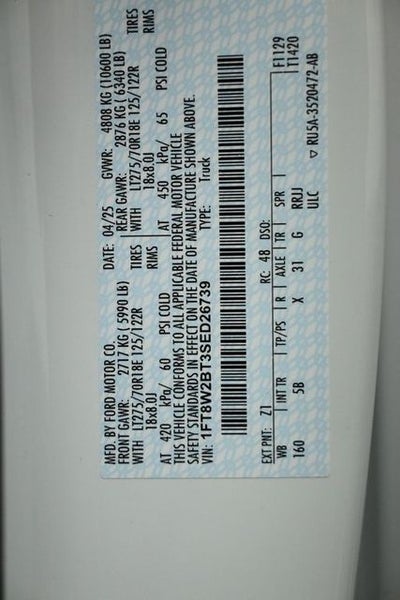 MFD. BY FORD MOTOR CO.
DATE: 04/25 GVWR: 4808 KG (10600 LB)
FRONT GAWR: 2717 KG ( 5990 LB) REAR GAWR: 2876 KG ( 6340 LB)
WITH LT275/70R18E 125/122R TIRES WITH LT275/70R18E 125/122R TIRES
18x8.0J RIMS 18x8.0J RIMS
AT 420 kPa/ 60 PSI COLD AT 450 kPa/ 65 PSI COLD
THIS VEHICLE CONFORMS TO ALL APPLICABLE FEDERAL MOTOR VEHICLE
SAFETY STANDARDS IN EFFECT ON THE DATE OF MANUFACTURE SHOWN ABOVE.
VIN: 1FT8W2BT3SED26739 TYPE: Truck
F1129
EXT PNT: Z1 RC: 48 DSO: T1420
WB INT TR TP/PS R AXLE TR SPR
160 5B X 31 G RRJJ
ULC ▽ RU5A-3520472-AB